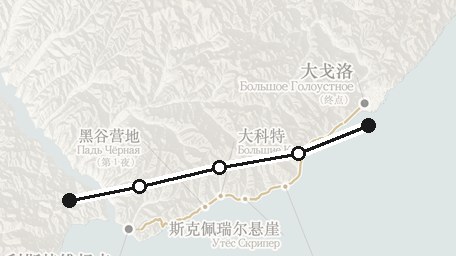 大戈洛
Большое Голоустное
（终点）
黑谷营地
Падь Чёрная
（第1夜）
大科特
Большие
斯克佩瑞尔悬崖
Утёс Скрипер